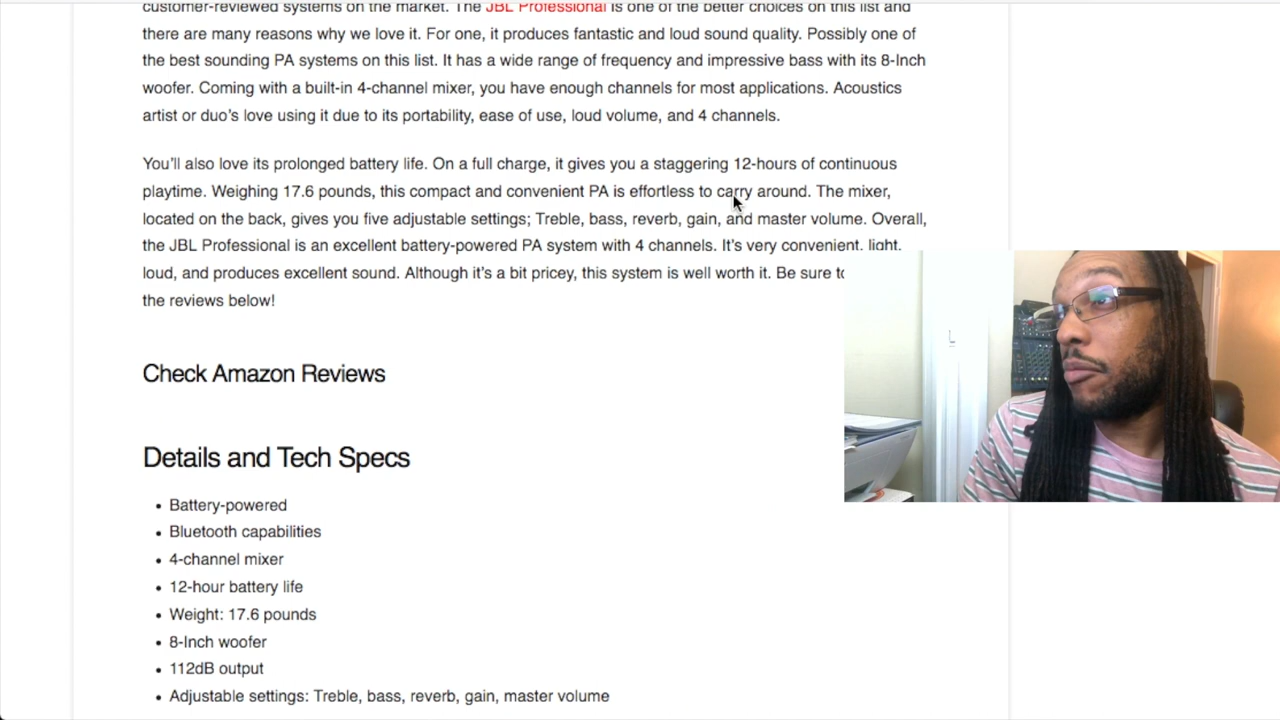 customer-reviewed systems on the market. The JBL Professional is one of the better choices on this list and
there are many reasons why we love it. For one, it produces fantastic and loud sound quality. Possibly one of
the best sounding PA systems on this list. It has a wide range of frequency and impressive bass with its 8-Inch
woofer. Coming with a built-in 4-channel mixer, you have enough channels for most applications. Acoustics
artist or duo's love using it due to its portability, ease of use, loud volume, and 4 channels.
You'll also love its prolonged battery life. On a full charge, it gives you a staggering 12-hours of continuous
playtime. Weighing 17.6 pounds, this compact and convenient PA is effortless to carry around. The mixer,
located on the back, gives you five adjustable settings; Treble, bass, reverb, gain, and master volume. Overall,
the JBL Professional is an excellent battery-powered PA system with 4 channels. It's very convenient, light,
loud, and produces excellent sound. Although it's a bit pricey, this system is well worth it. Be sure to
the reviews below!
Check Amazon Reviews
Details and Tech Specs
• Battery-powered
• Bluetooth capabilities
• 4-channel mixer
• 12-hour battery life
• Weight: 17.6 pounds
• 8-Inch woofer
• 112dB output
• Adjustable settings: Treble, bass, reverb, gain, master volume